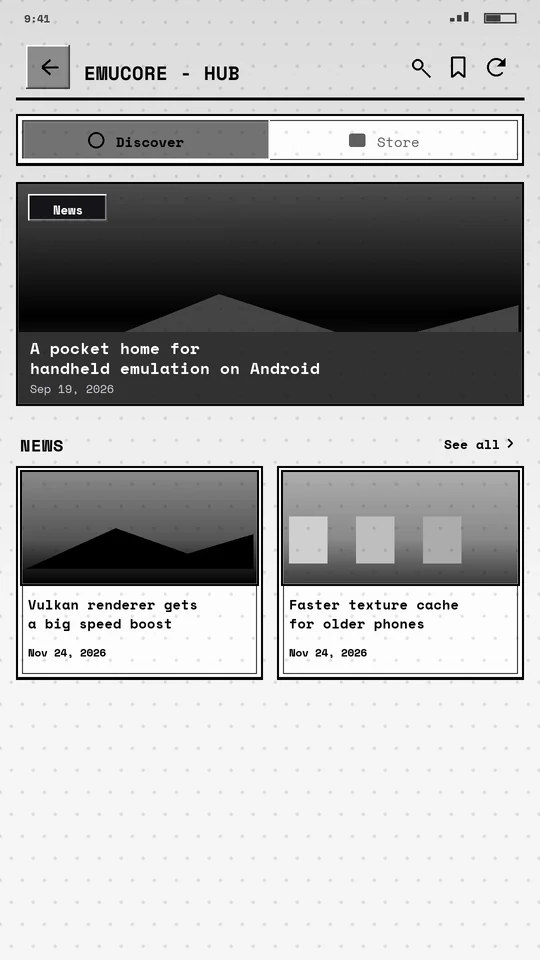 9:41
EMUCORE - HUB
Discover
Store
News
A pocket home for
handheld emulation on Android
Sep 19, 2026
NEWS
See all
Vulkan renderer gets
a big speed boost
Nov 24, 2026
Faster texture cache
for older phones
Nov 24, 2026